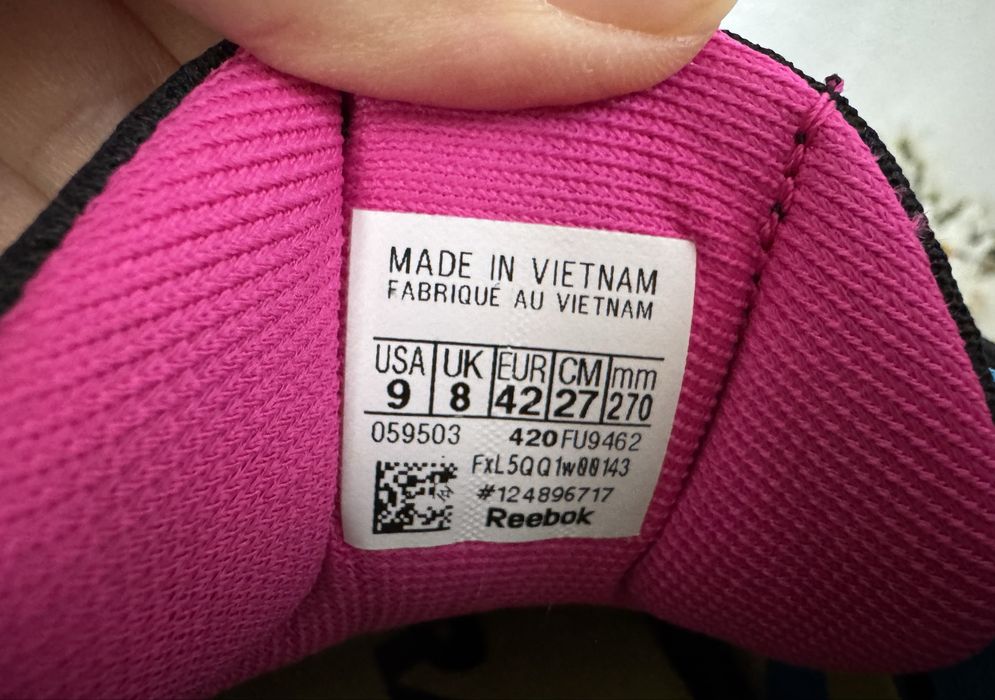 MADE IN VIETNAM
FABRIQUÉ AU VIETNAM
USA UK EUR CM mm
9 8 42 27 270
059503 420 FU9462
FxL5QQ1w00143
#124896717
Reebok